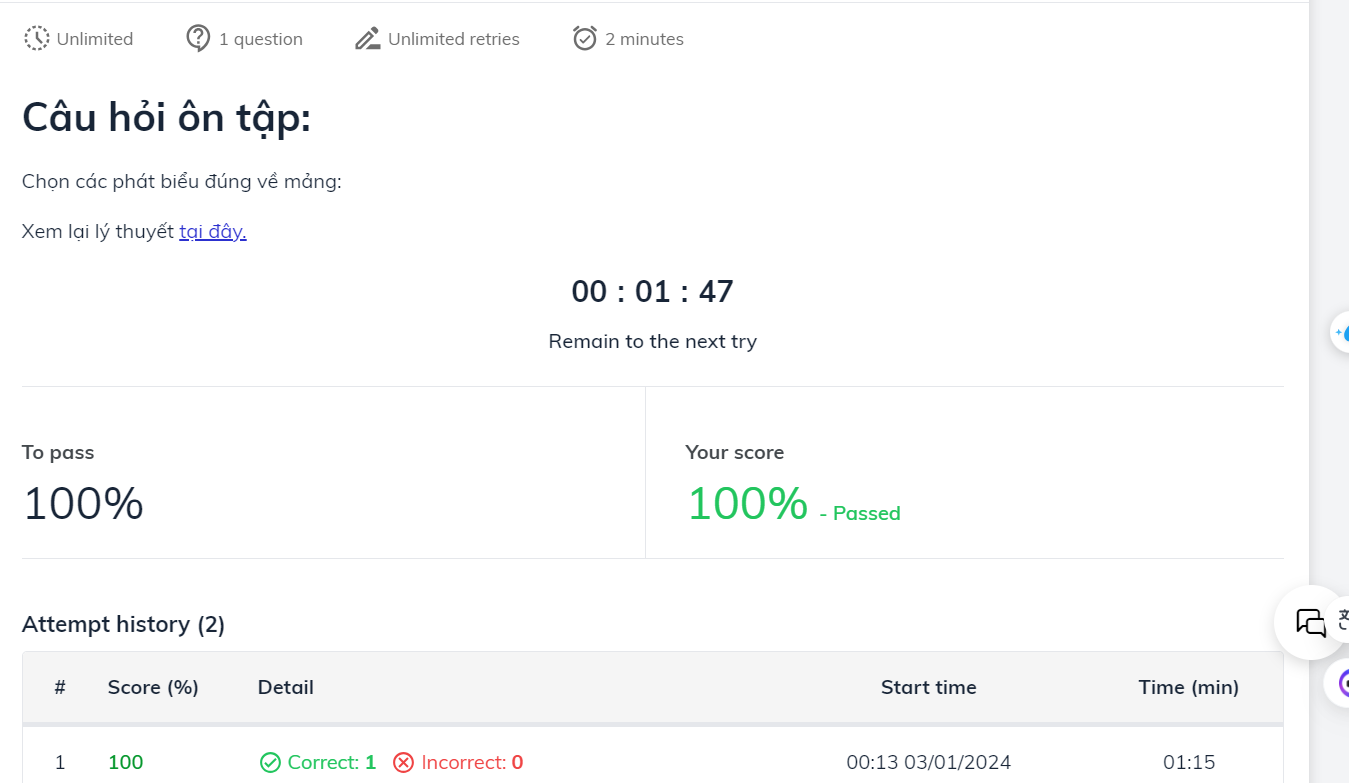 Unlimited 1 question Unlimited retries 2 minutes
Câu hỏi ôn tập:
Chọn các phát biểu đúng về mảng:
Xem lại lý thuyết tại đây.
00 : 01 : 47
Remain to the next try
To pass
100%
Your score
100% - Passed
Attempt history (2)
# Score (%) Detail Start time Time (min)
1 100 Correct: 1 Incorrect: 0 00:13 03/01/2024 01:15